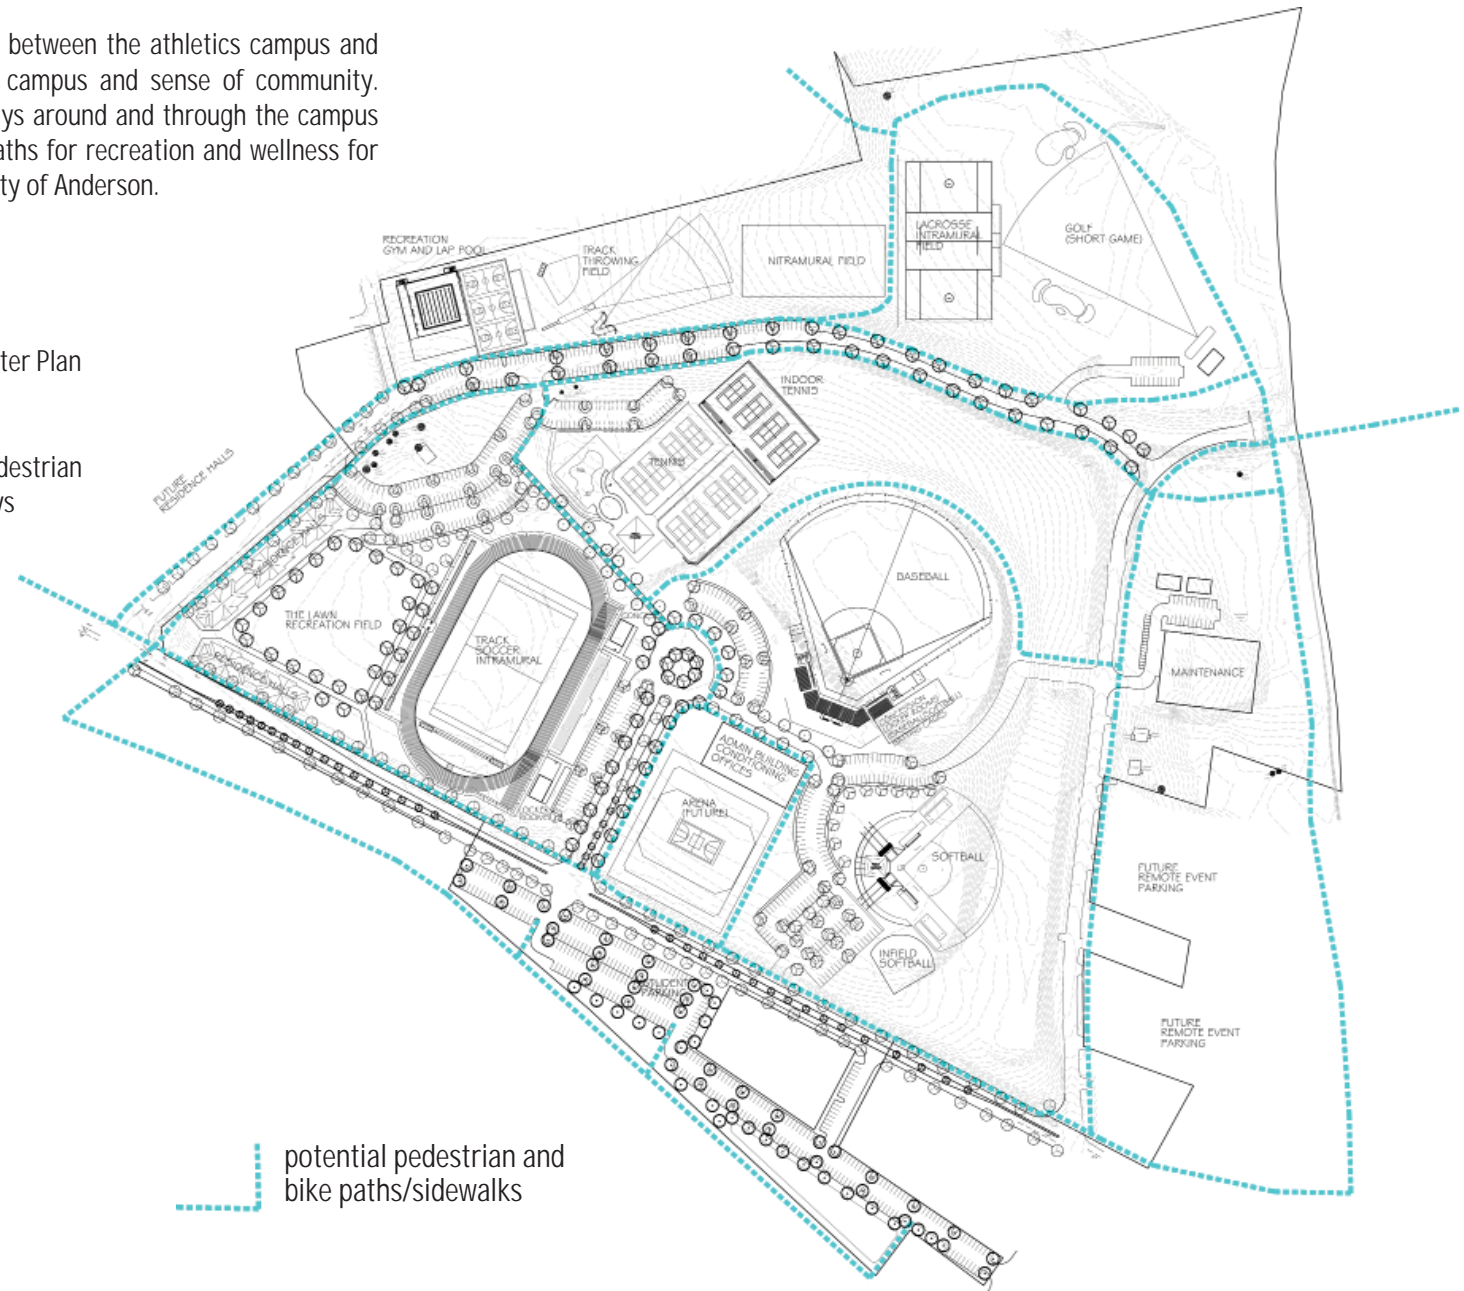 between the athletics campus and
campus and sense of community.
ys around and through the campus
aths for recreation and wellness for
ty of Anderson.
ter Plan
destrian
ys
RECREATION
GYM AND LAP POOL
TRACK
THROWING
FIELD
NITRAMURAL FIELD
LACROSSE
INTRAMURAL
FIELD
GOLF
(SHORT GAME)
INDOOR
TENNIS
TENNIS
FUTURE
RESIDENCE HALLS
THE LAWN
RECREATION FIELD
RESIDENCE HALLS
TRACK
SOCCER
INTRAMURAL
BASEBALL
MAINTENANCE
ADMIN BUILDING
CONDITIONING
OFFICES
ARENA
(FUTURE)
SOFTBALL
INFIELD
SOFTBALL
STUDENT
PARKING
FUTURE
REMOTE EVENT
PARKING
FUTURE
REMOTE EVENT
PARKING
potential pedestrian and
bike paths/sidewalks